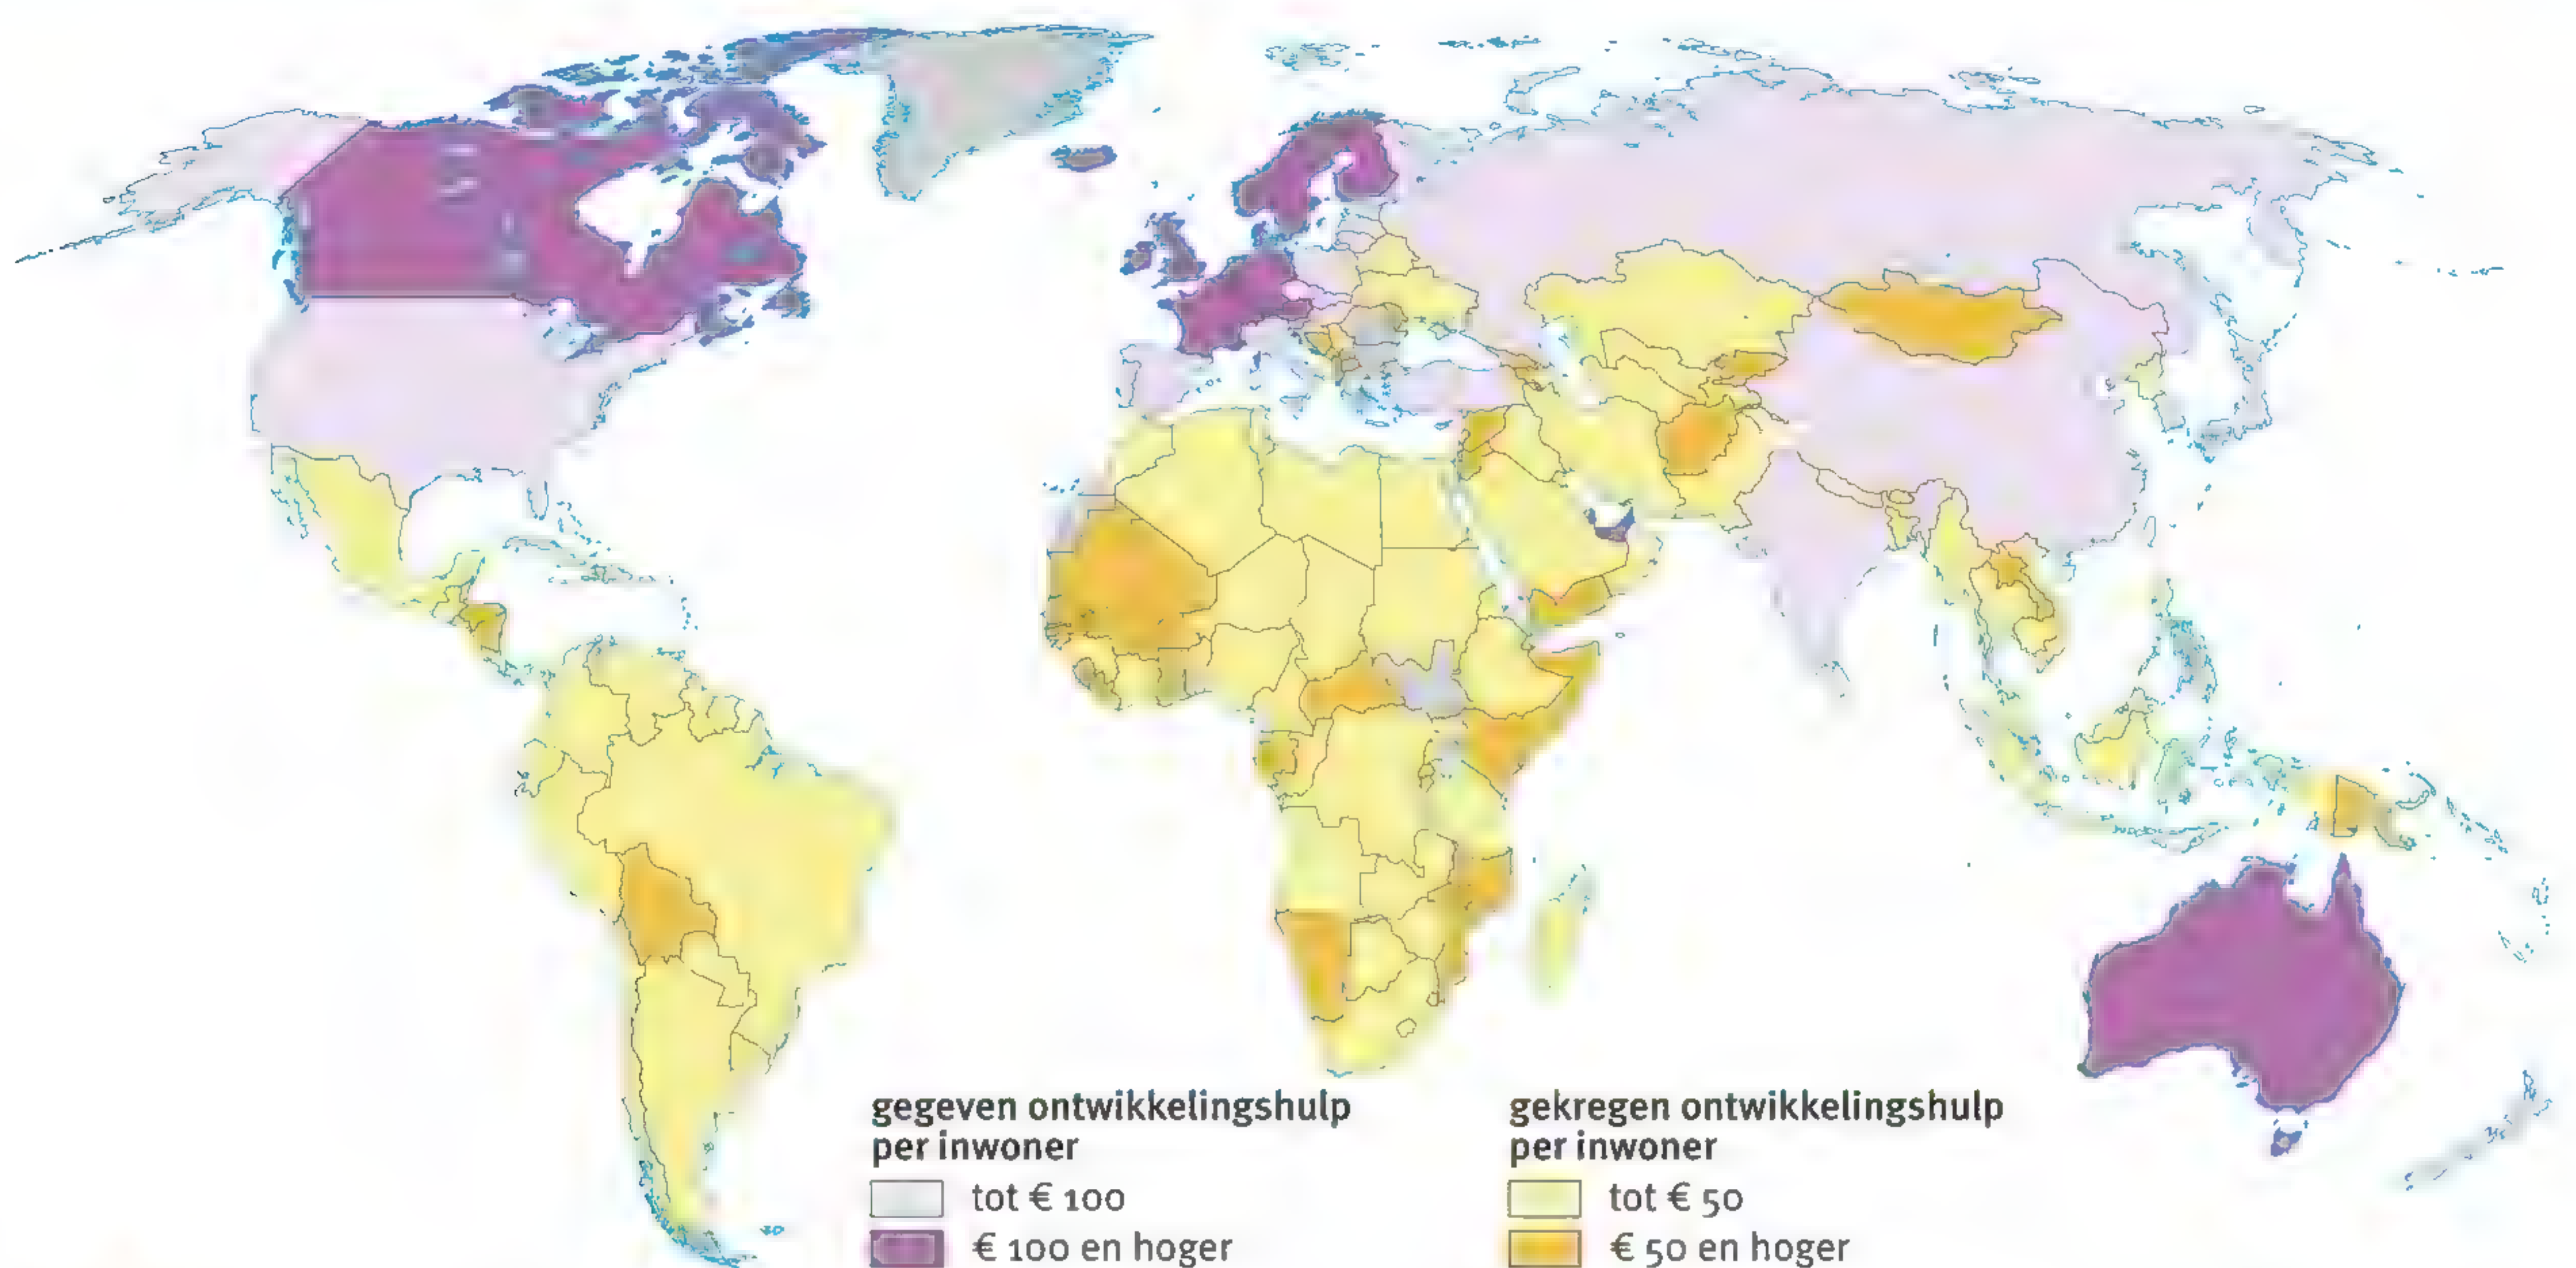 gegeven ontwikkelingshulp
per inwoner
tot € 100
€ 100 en hoger
gekregen ontwikkelingshulp
per inwoner
tot € 50
€ 50 en hoger